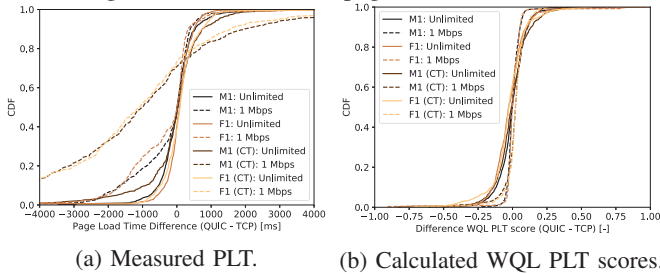 1.0
0.8
0.6
0.4
0.2
0.0
CDF
M1: Unlimited
M1: 1 Mbps
F1: Unlimited
F1: 1 Mbps
M1 (CT): Unlimited
M1 (CT): 1 Mbps
F1 (CT): Unlimited
F1 (CT): 1 Mbps
−4000 −3000 −2000 −1000 0 1000 2000 3000 4000
Page Load Time Difference (QUIC - TCP) [ms]
(a) Measured PLT.
1.0
0.8
0.6
0.4
0.2
0.0
CDF
M1: Unlimited
M1: 1 Mbps
F1: Unlimited
F1: 1 Mbps
M1 (CT): Unlimited
M1 (CT): 1 Mbps
F1 (CT): Unlimited
F1 (CT): 1 Mbps
−1.00 −0.75 −0.50 −0.25 0.00 0.25 0.50 0.75 1.00
Difference WQL PLT score (QUIC - TCP) [-]
(b) Calculated WQL PLT scores.